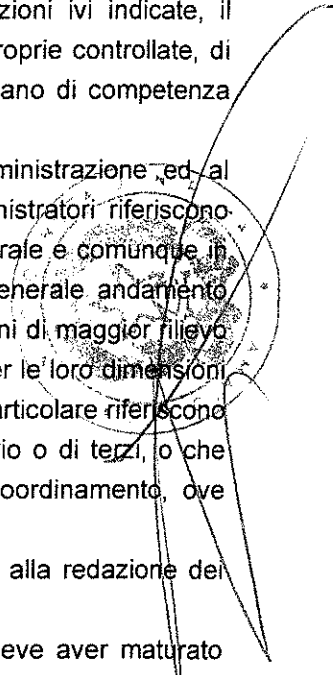 zioni ivi indicate, il
roprie controllate, di
ano di competenza
ministrazione ed al
nistratori riferiscono
rale e comunque in
enerale andamento
ni di maggior rilievo
er le loro dimensioni
articolare riferiscono
io o di terzi, o che
oordinamento, ove
alla redazione dei
eve aver maturato